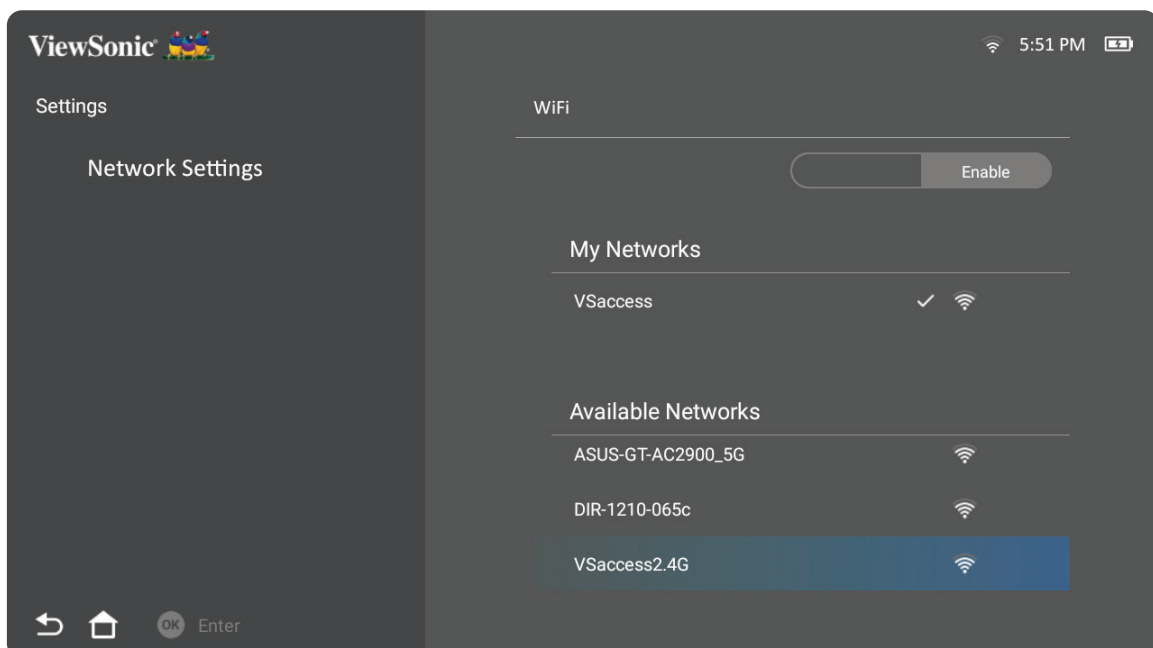 ViewSonic
5:51 PM
Settings
WiFi
Network Settings
Enable
My Networks
VSaccess
Available Networks
ASUS-GT-AC2900_5G
DIR-1210-065c
VSaccess2.4G
OK Enter